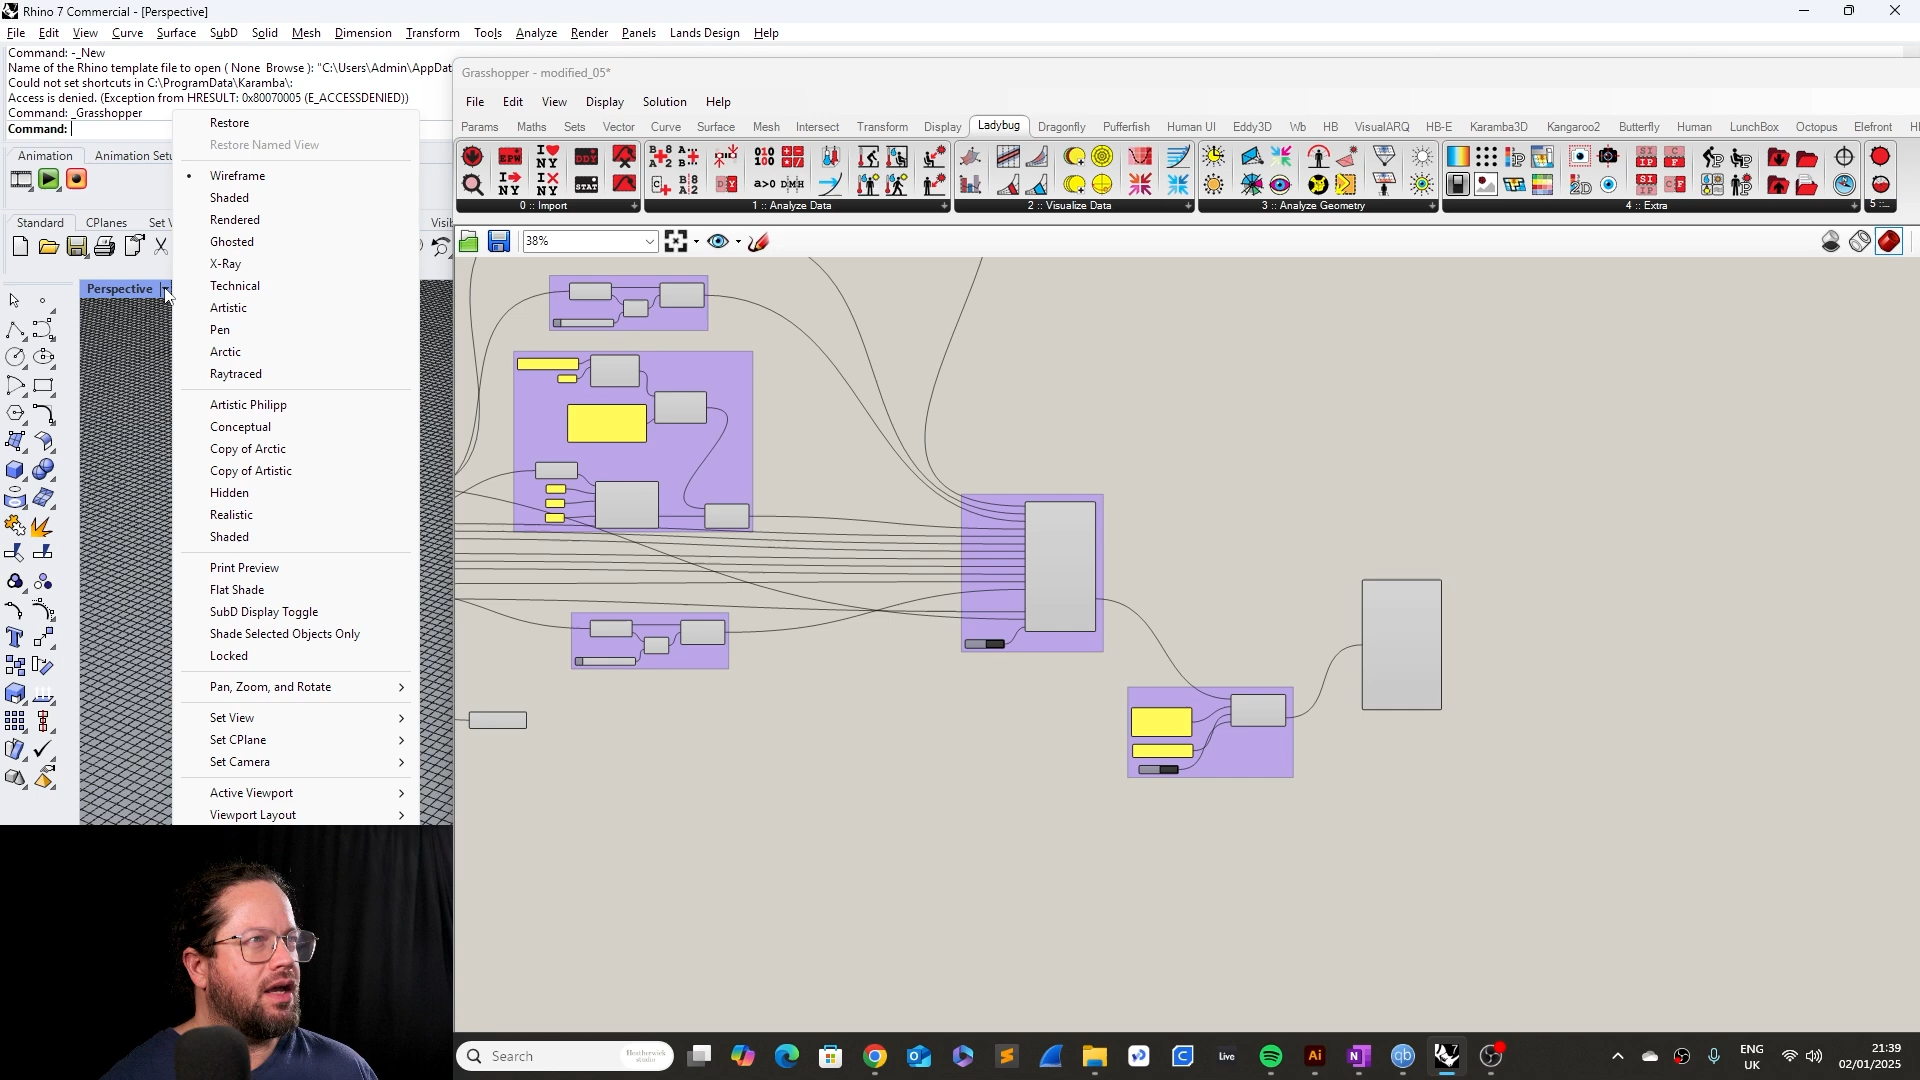 Rhino 7 Commercial - [Perspective]
File Edit View Curve Surface SubD Solid Mesh Dimension Transform Tools Analyze Render Panels Lands Design Help
Command: -_New
Name of the Rhino template file to open ( None Browse ): "C:\Users\Admin\AppDat
Could not set shortcuts in C:\ProgramData\Karamba\:
Access is denied. (Exception from HRESULT: 0x80070005 (E_ACCESSDENIED))
Command: _Grasshopper
Command:
Animation Animation Setu
Standard CPlanes Set V
Visib
Perspective
Restore
Restore Named View
Wireframe
Shaded
Rendered
Ghosted
X-Ray
Technical
Artistic
Pen
Arctic
Raytraced
Artistic Philipp
Conceptual
Copy of Arctic
Copy of Artistic
Hidden
Realistic
Shaded
Print Preview
Flat Shade
SubD Display Toggle
Shade Selected Objects Only
Locked
Pan, Zoom, and Rotate
Set View
Set CPlane
Set Camera
Active Viewport
Viewport Layout
Grasshopper - modified_05*
File Edit View Display Solution Help
Params Maths Sets Vector Curve Surface Mesh Intersect Transform Display Ladybug Dragonfly Pufferfish Human UI Eddy3D Wb HB VisualARQ HB-E Karamba3D Kangaroo2 Butterfly Human LunchBox Octopus Elefront H
0 :: Import
1 :: Analyze Data
2 :: Visualize Data
3 :: Analyze Geometry
4 :: Extra
5 ::...
38%
Search
Heatherwick studio
Live
Ai
ENG
UK
21:39
02/01/2025